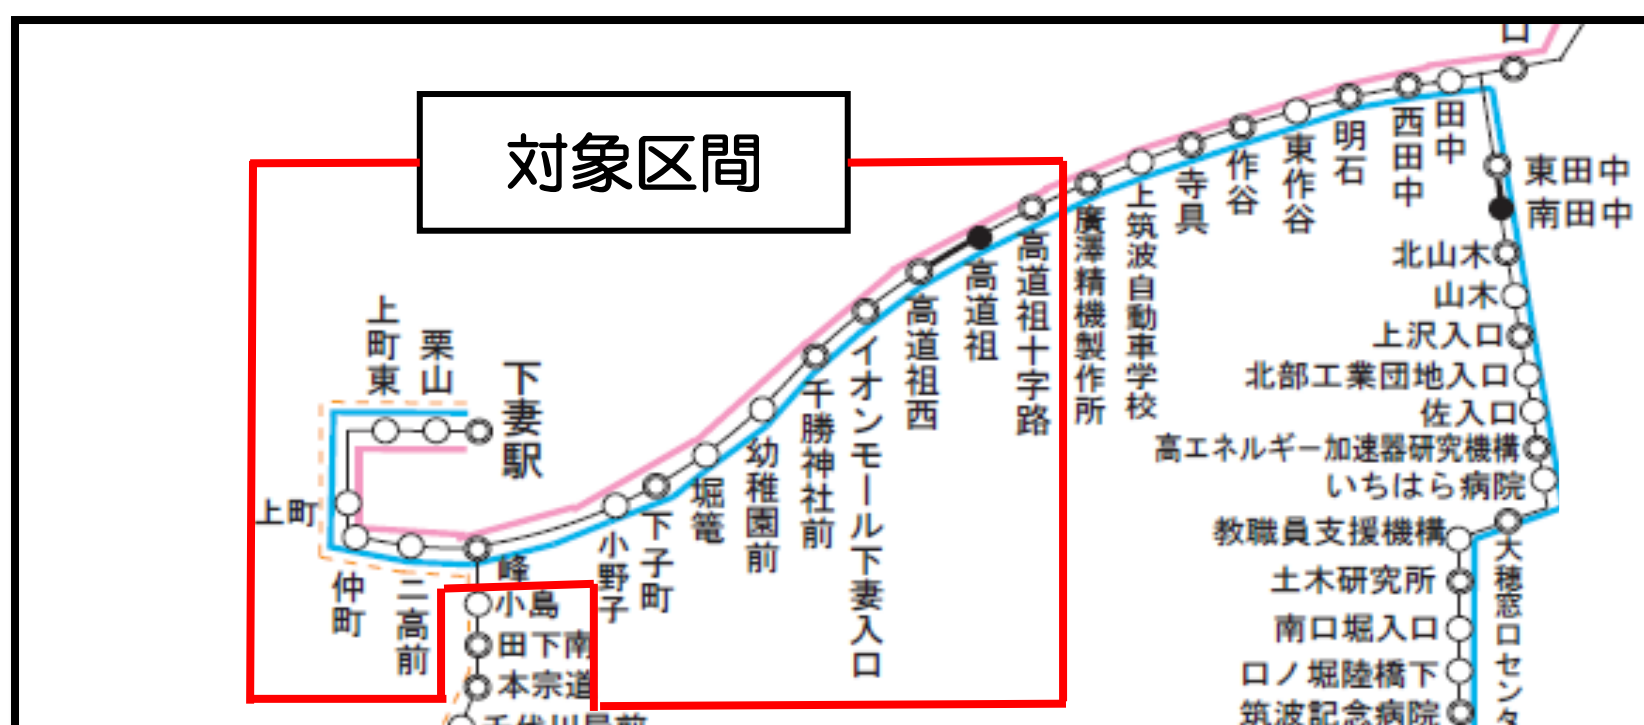 対象区間
下妻駅
栗山
上町東
上町
仲町
二高前
峰
小島
田下南
本宗道
小野子
下子町
堀篭
幼稚園前
千勝神社前
イオンモール下妻入口
高道祖西
高道祖
高道祖十字路
廣澤精機製作所
上筑波自動車学校
寺具
作谷
東作谷
明石
西田中
田中
東田中
南田中
北山木
山木
上沢入口
北部工業団地入口
佐入口
高エネルギー加速器研究機構
いちはら病院
大穂窓口センタ
教職員支援機構
土木研究所
南口堀入口
口ノ堀陸橋下
筑波記念病院